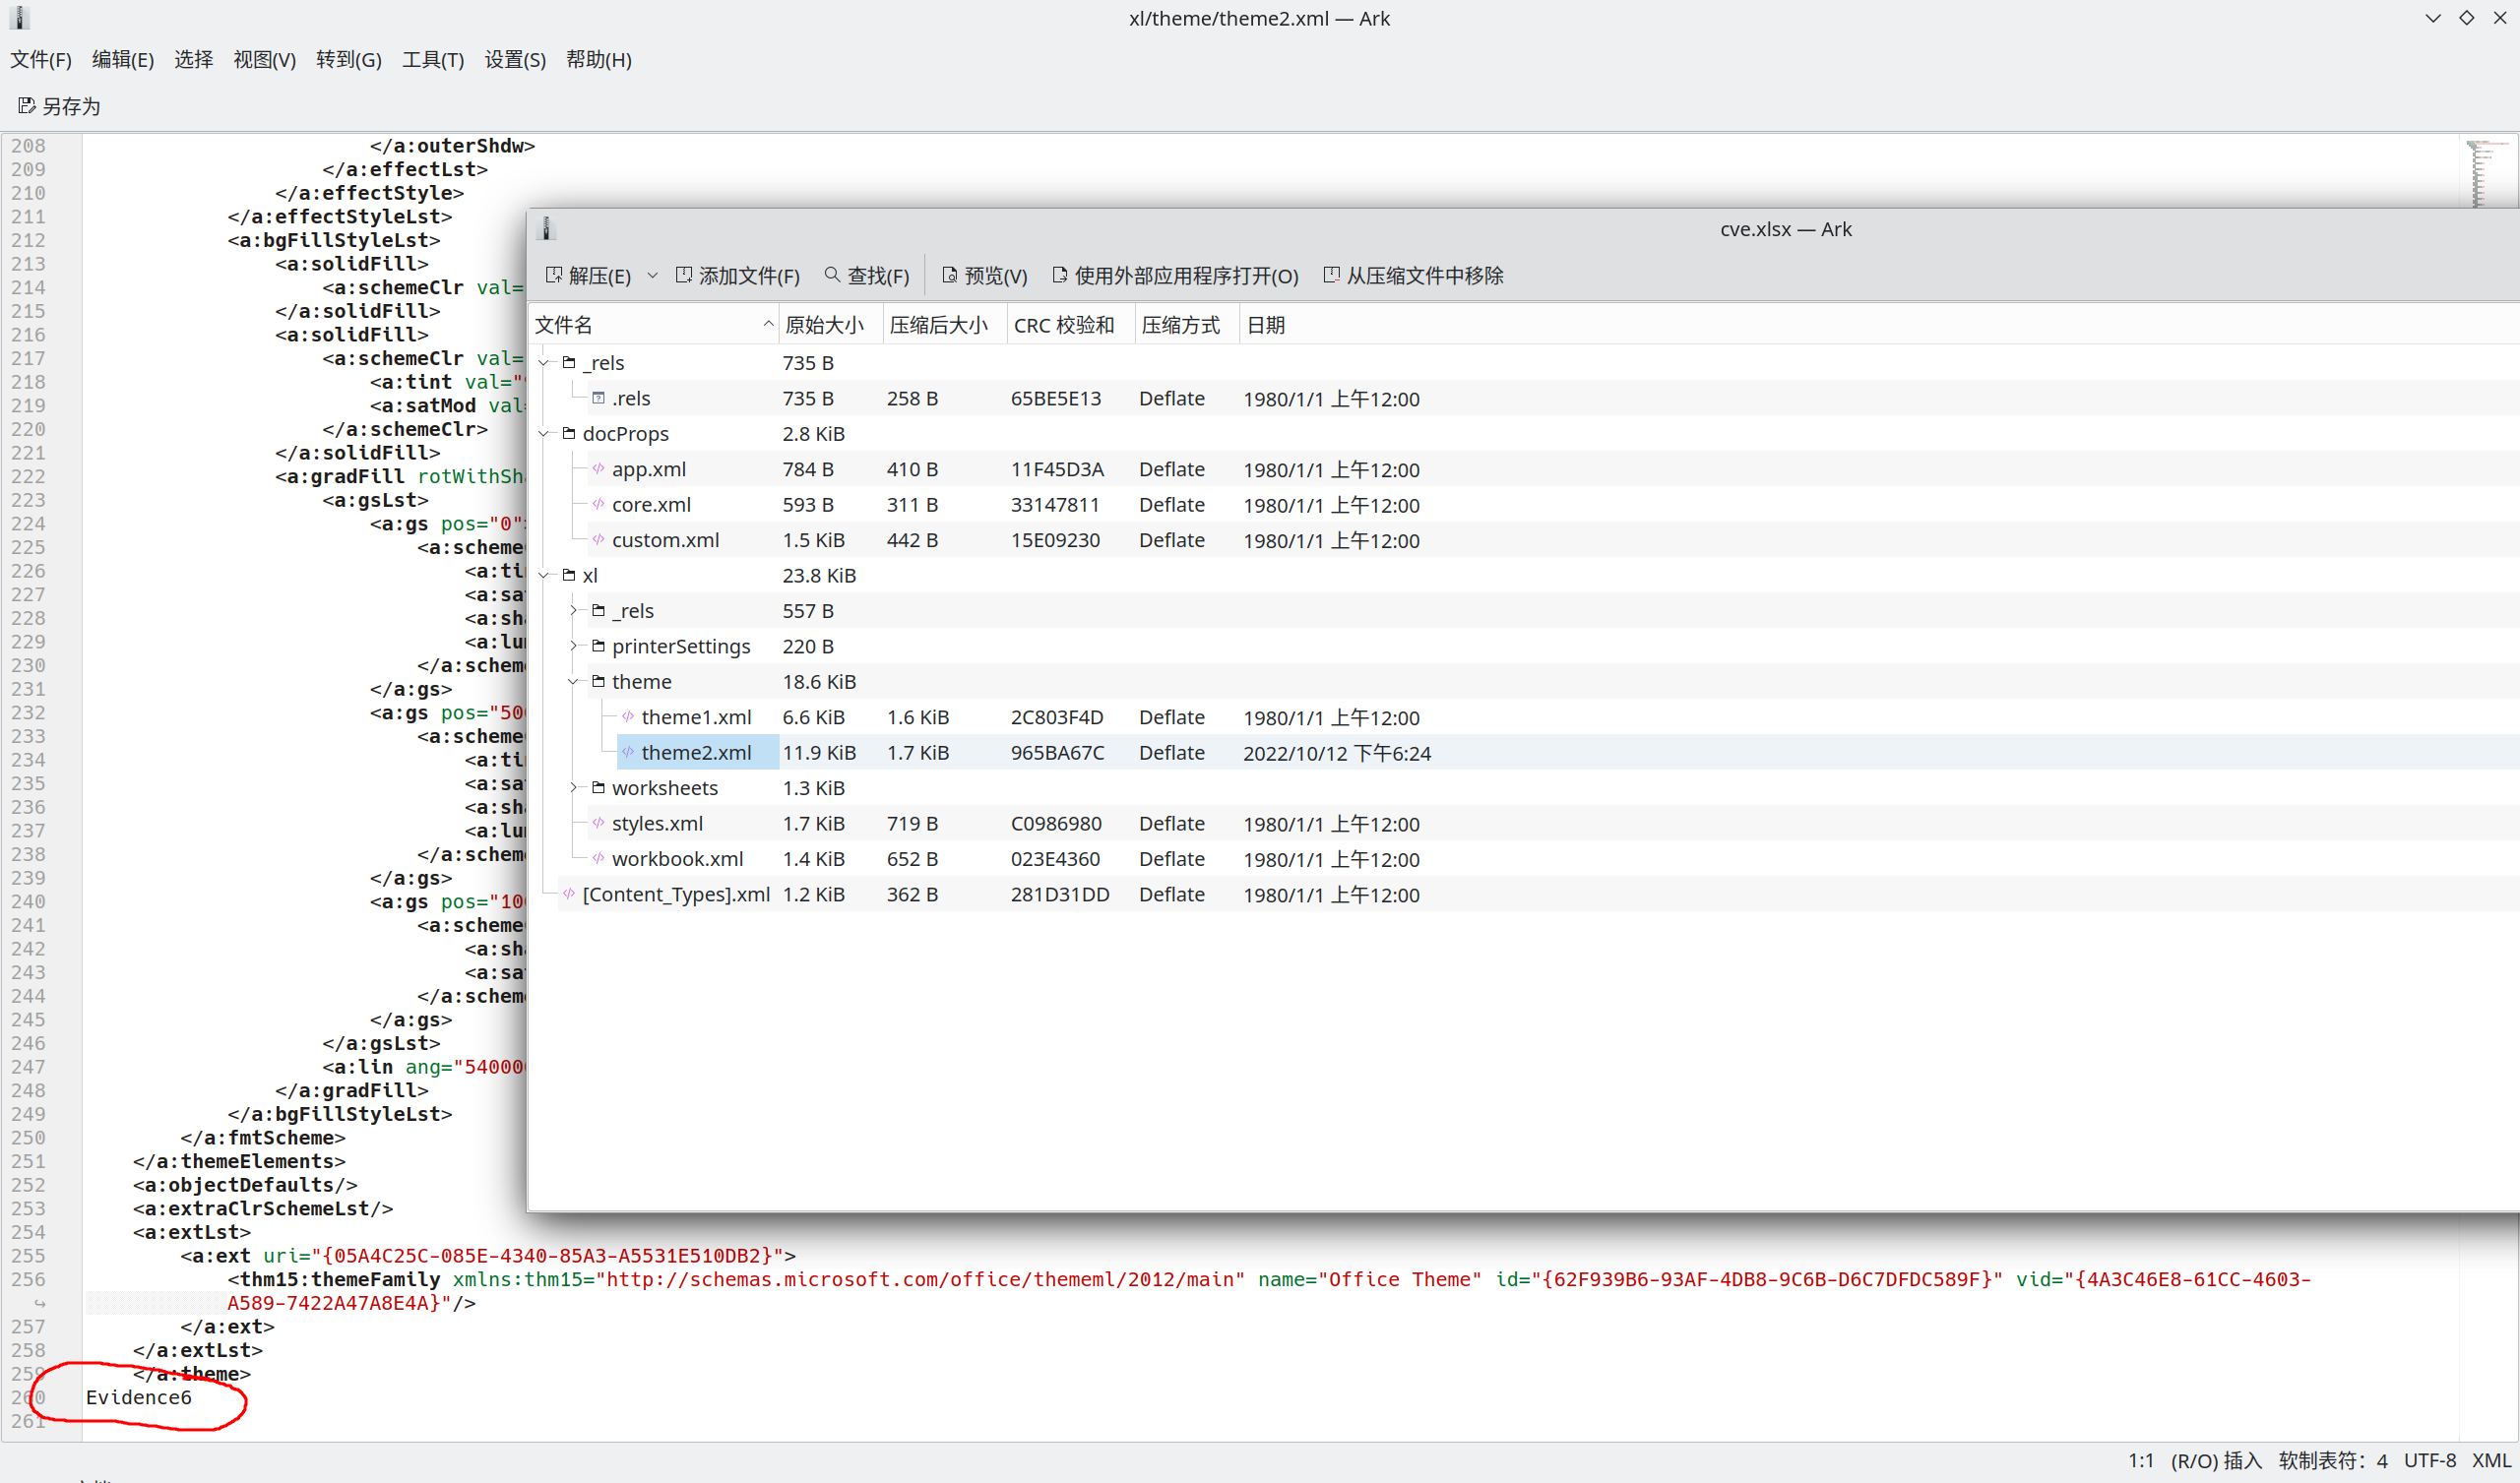 xl/theme/theme2.xml — Ark
文件(F) 编辑(E) 选择 视图(V) 转到(G) 工具(T) 设置(S) 帮助(H)
另存为
208 </a:outerShdw>
209 </a:effectLst>
210 </a:effectStyle>
211 </a:effectStyleLst>
212 <a:bgFillStyleLst>
213 <a:solidFill>
214 <a:schemeClr val=
215 </a:solidFill>
216 <a:solidFill>
217 <a:schemeClr val=
218 <a:tint val="
219 <a:satMod val=
220 </a:schemeClr>
221 </a:solidFill>
222 <a:gradFill rotWithSh
223 <a:gsLst>
224 <a:gs pos="0"
225 <a:scheme
226 <a:ti
227 <a:sa
228 <a:sh
229 <a:lu
230 </a:schem
231 </a:gs>
232 <a:gs pos="50
233 <a:scheme
234 <a:ti
235 <a:sa
236 <a:sh
237 <a:lu
238 </a:schem
239 </a:gs>
240 <a:gs pos="10
241 <a:scheme
242 <a:sh
243 <a:sa
244 </a:schem
245 </a:gs>
246 </a:gsLst>
247 <a:lin ang="54000
248 </a:gradFill>
249 </a:bgFillStyleLst>
250 </a:fmtScheme>
251 </a:themeElements>
252 <a:objectDefaults/>
253 <a:extraClrSchemeLst/>
254 <a:extLst>
255 <a:ext uri="{05A4C25C-085E-4340-85A3-A5531E510DB2}">
256 <thm15:themeFamily xmlns:thm15="http://schemas.microsoft.com/office/thememl/2012/main" name="Office Theme" id="{62F939B6-93AF-4DB8-9C6B-D6C7DFDC589F}" vid="{4A3C46E8-61CC-4603-
A589-7422A47A8E4A}"/>
257 </a:ext>
258 </a:extLst>
259 </a:theme>
260 Evidence6
261
cve.xlsx — Ark
解压(E) 添加文件(F) 查找(F) 预览(V) 使用外部应用程序打开(O) 从压缩文件中移除
文件名 原始大小 压缩后大小 CRC 校验和 压缩方式 日期
_rels 735 B
.rels 735 B 258 B 65BE5E13 Deflate 1980/1/1 上午12:00
docProps 2.8 KiB
app.xml 784 B 410 B 11F45D3A Deflate 1980/1/1 上午12:00
core.xml 593 B 311 B 33147811 Deflate 1980/1/1 上午12:00
custom.xml 1.5 KiB 442 B 15E09230 Deflate 1980/1/1 上午12:00
xl 23.8 KiB
_rels 557 B
printerSettings 220 B
theme 18.6 KiB
theme1.xml 6.6 KiB 1.6 KiB 2C803F4D Deflate 1980/1/1 上午12:00
theme2.xml 11.9 KiB 1.7 KiB 965BA67C Deflate 2022/10/12 下午6:24
worksheets 1.3 KiB
styles.xml 1.7 KiB 719 B C0986980 Deflate 1980/1/1 上午12:00
workbook.xml 1.4 KiB 652 B 023E4360 Deflate 1980/1/1 上午12:00
[Content_Types].xml 1.2 KiB 362 B 281D31DD Deflate 1980/1/1 上午12:00
1:1 (R/O) 插入 软制表符：4 UTF-8 XML